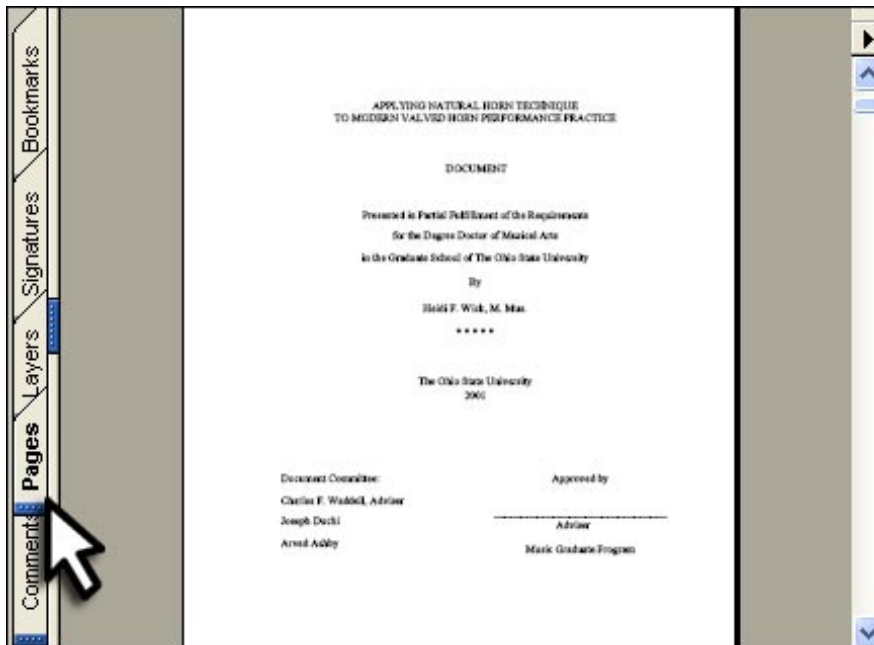 Bookmarks
Signatures
Layers
Pages
Comments
APPLYING NATURAL HORN TECHNIQUE
TO MODERN VALVED HORN PERFORMANCE PRACTICE
DOCUMENT
Presented in Partial Fulfillment of the Requirements
for the Degree Doctor of Musical Arts
in the Graduate School of The Ohio State University
By
Heidi F. Wick, M. Mus.
* * * * *
The Ohio State University
2001
Document Committee:
Charles F. Waddell, Adviser
Joseph Duchi
Arved Ashby
Approved by
Adviser
Music Graduate Program